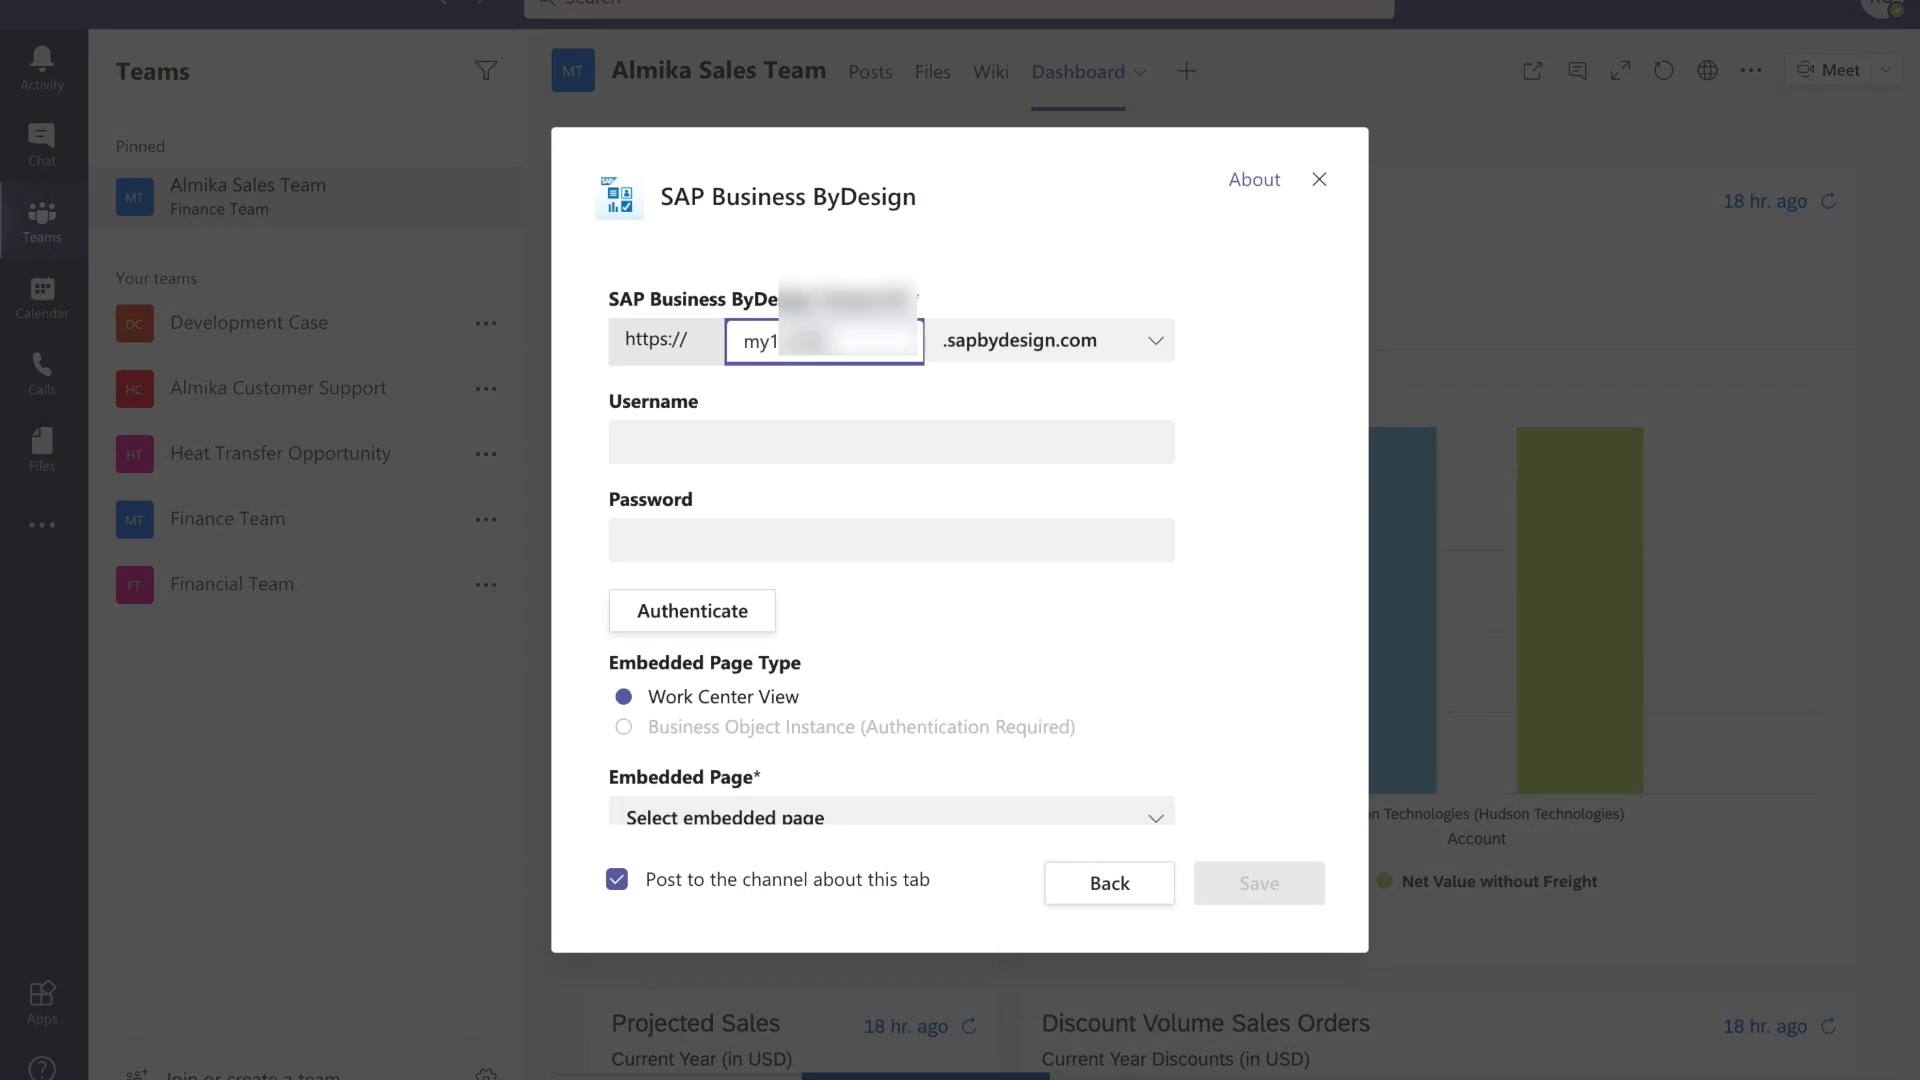 Search
Activity
Chat
Teams
Calendar
Calls
Files
Apps
Teams
Pinned
MT
Almika Sales Team
Finance Team
Your teams
DC Development Case
HC Almika Customer Support
HT Heat Transfer Opportunity
MT Finance Team
FT Financial Team
Join or create a team
MT Almika Sales Team Posts Files Wiki Dashboard
Meet
18 hr. ago
SAP
SAP Business ByDesign
About
SAP Business ByDe
https:// my1 .sapbydesign.com
Username
Password
Authenticate
Embedded Page Type
Work Center View
Business Object Instance (Authentication Required)
Embedded Page*
Select embedded page
Post to the channel about this tab
Back
Save
n Technologies (Hudson Technologies)
Account
Net Value without Freight
Projected Sales
18 hr. ago
Current Year (in USD)
Discount Volume Sales Orders
18 hr. ago
Current Year Discounts (in USD)